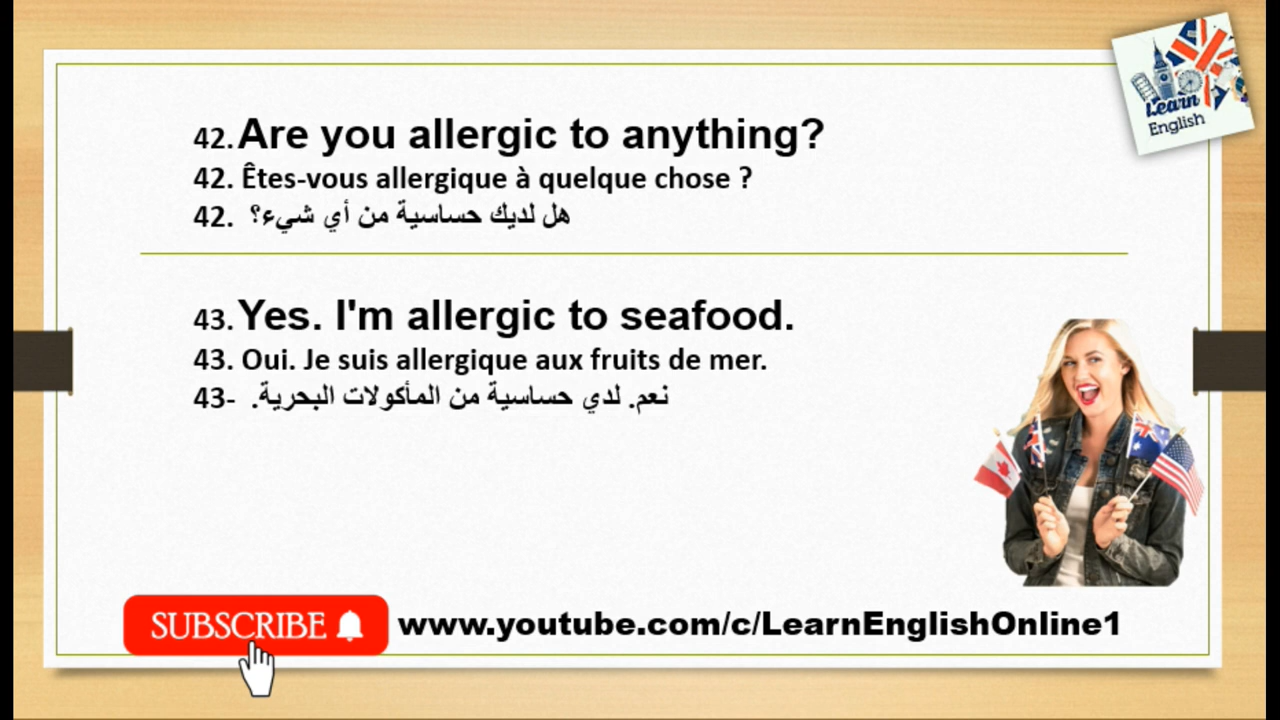 Learn
English
42. Are you allergic to anything?
42. Êtes-vous allergique à quelque chose ?
42. هل لديك حساسية من أي شيء؟
43. Yes. I'm allergic to seafood.
43. Oui. Je suis allergique aux fruits de mer.
43- نعم. لدي حساسية من المأكولات البحرية.
SUBSCRIBE
www.youtube.com/c/LearnEnglishOnline1